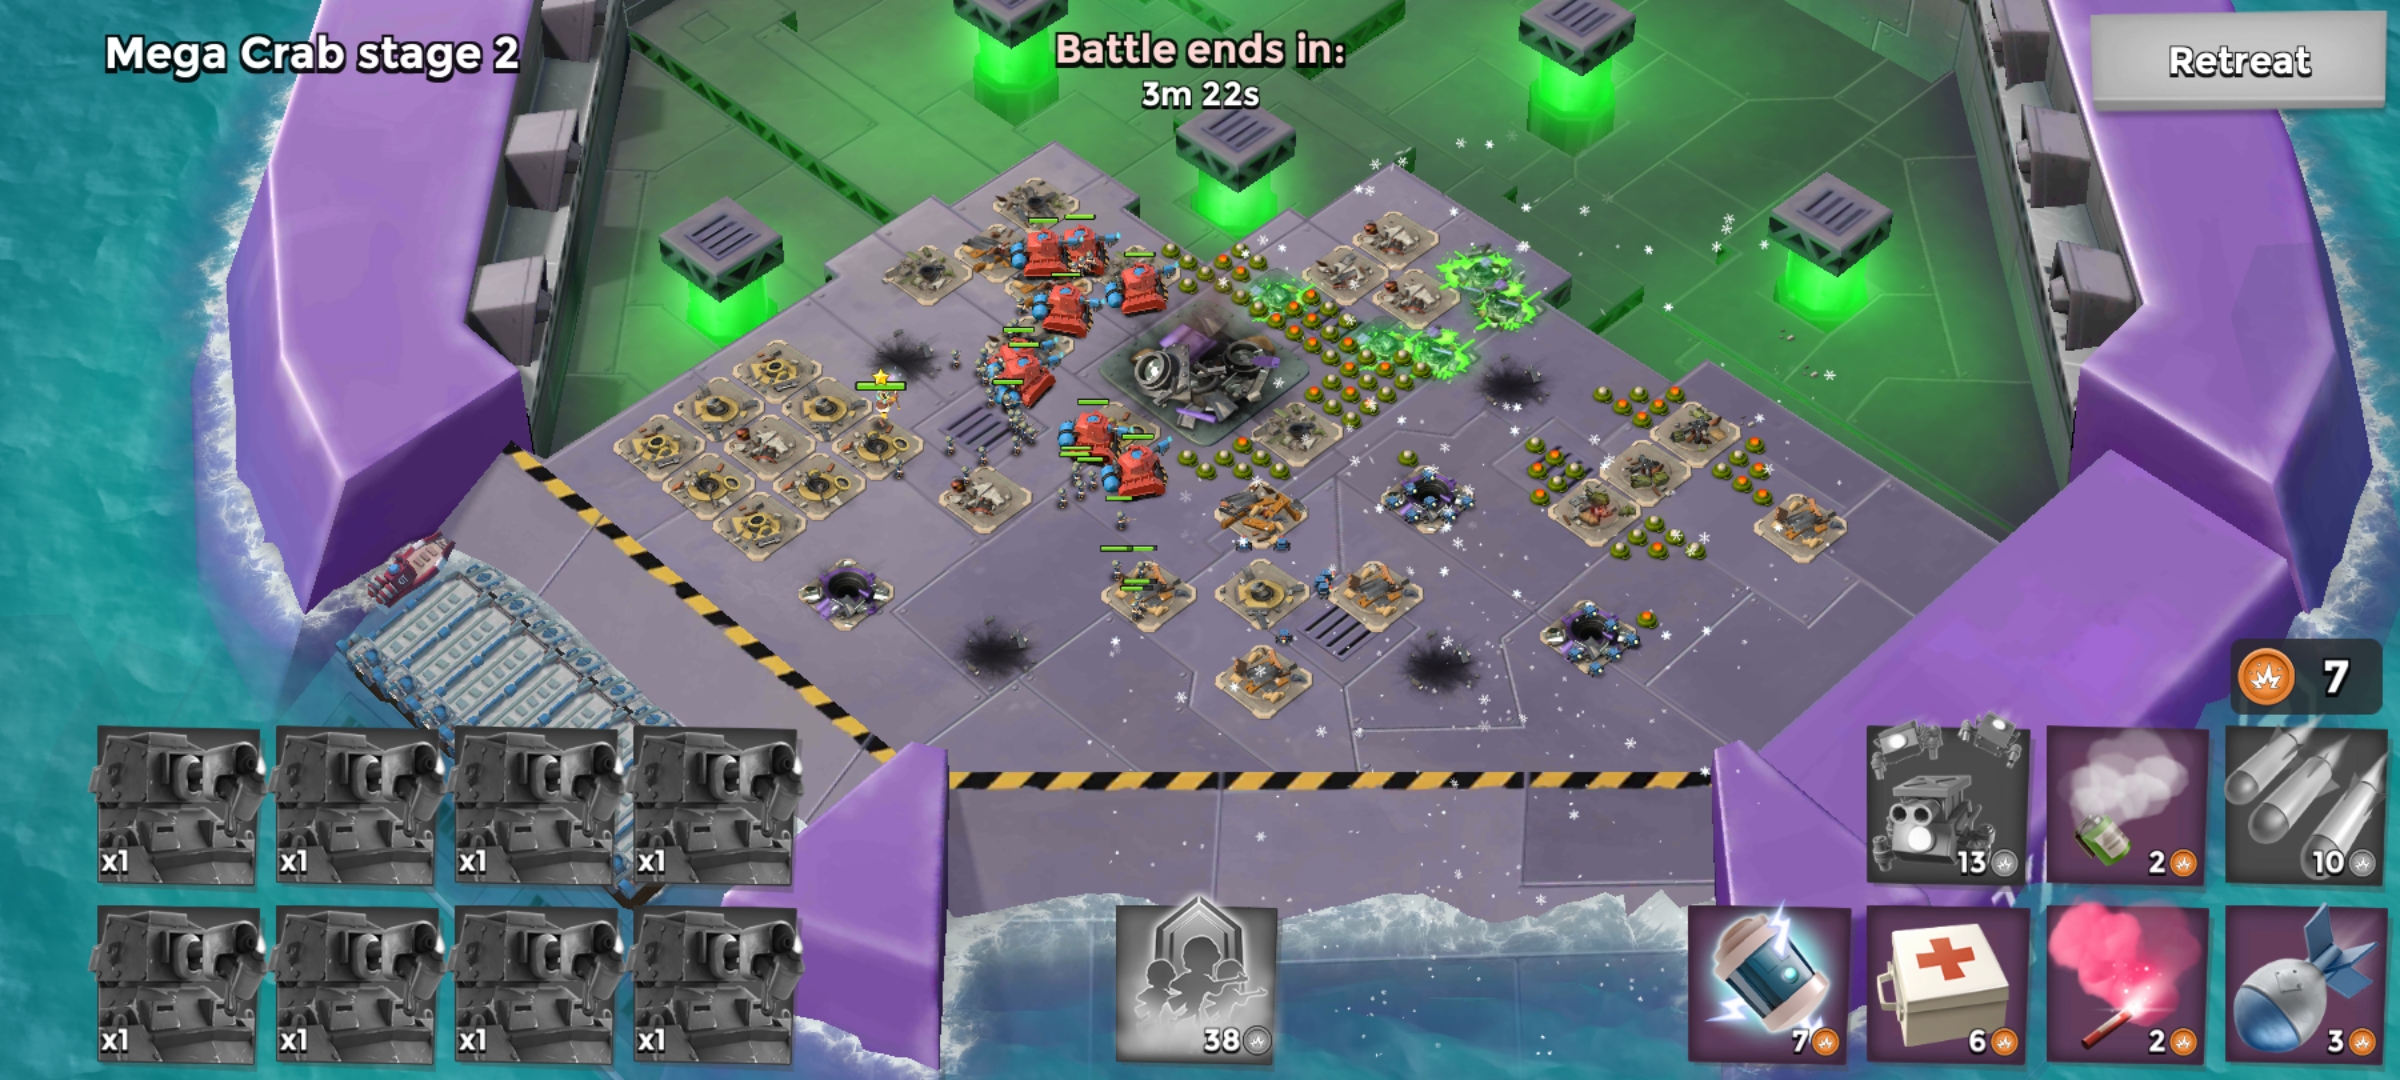 Mega Crab stage 2
Battle ends in:
3m 22s
Retreat
7
x1
x1
x1
x1
13
2
10
x1
x1
x1
x1
38
7
6
2
3